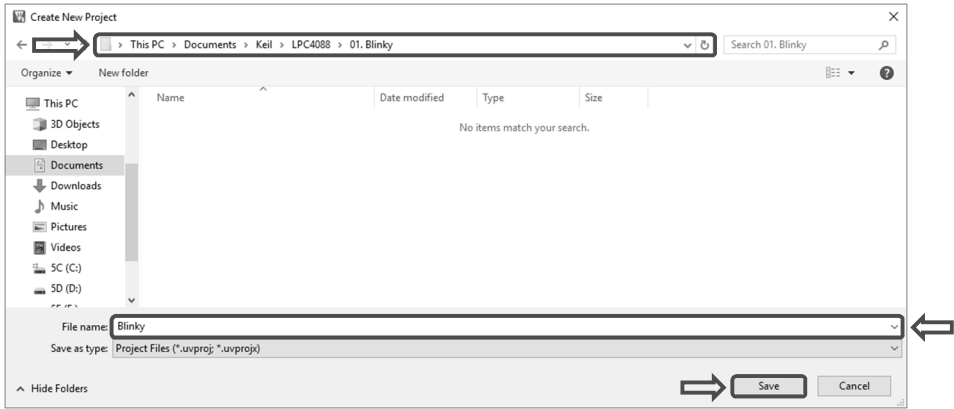 Create New Project
> This PC > Documents > Keil > LPC4088 > 01. Blinky
Search 01. Blinky
Organize
New folder
Name
Date modified
Type
Size
No items match your search.
This PC
3D Objects
Desktop
Documents
Downloads
Music
Pictures
Videos
5C (C:)
5D (D:)
File name: Blinky
Save as type: Project Files (*.uvproj; *.uvprojx)
Hide Folders
Save
Cancel